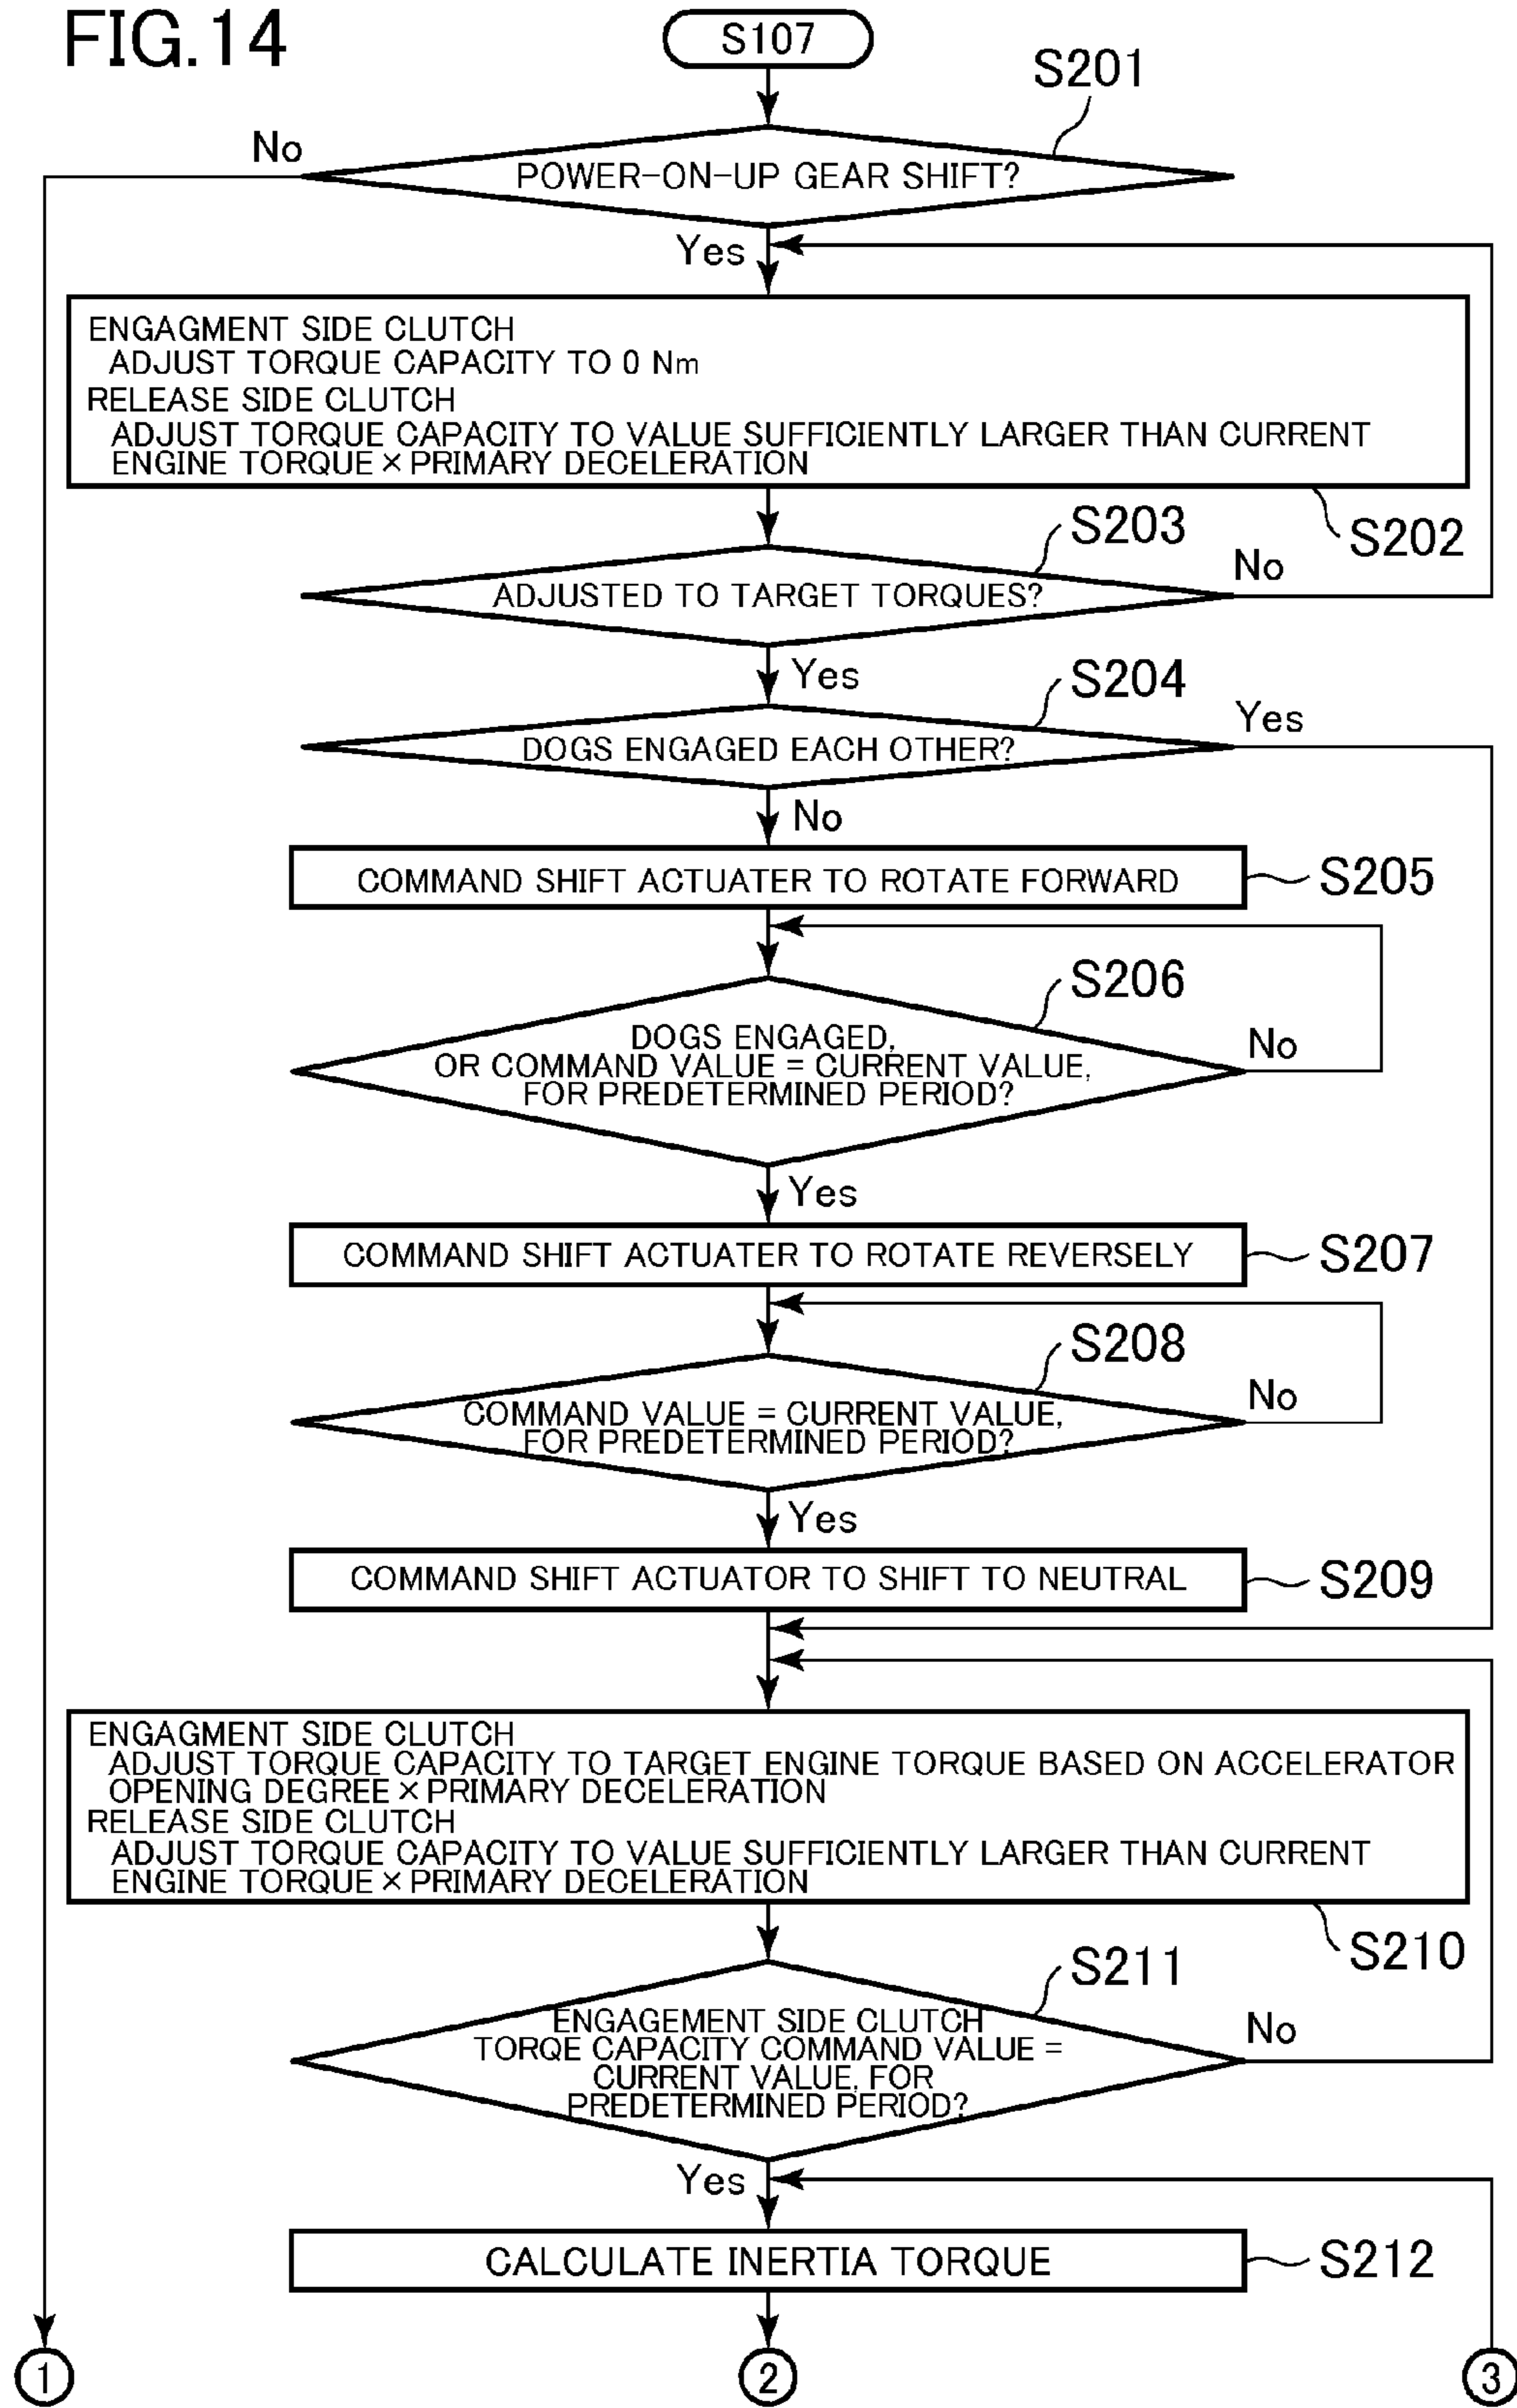 FIG.14
S107
S201
No
POWER-ON-UP GEAR SHIFT?
Yes
ENGAGMENT SIDE CLUTCH
ADJUST TORQUE CAPACITY TO 0 Nm
RELEASE SIDE CLUTCH
ADJUST TORQUE CAPACITY TO VALUE SUFFICIENTLY LARGER THAN CURRENT
ENGINE TORQUE × PRIMARY DECELERATION
S202
S203
No
ADJUSTED TO TARGET TORQUES?
Yes
S204
Yes
DOGS ENGAGED EACH OTHER?
No
COMMAND SHIFT ACTUATER TO ROTATE FORWARD
S205
S206
DOGS ENGAGED,
OR COMMAND VALUE = CURRENT VALUE,
FOR PREDETERMINED PERIOD?
No
Yes
COMMAND SHIFT ACTUATER TO ROTATE REVERSELY
S207
S208
COMMAND VALUE = CURRENT VALUE,
FOR PREDETERMINED PERIOD?
No
Yes
COMMAND SHIFT ACTUATOR TO SHIFT TO NEUTRAL
S209
ENGAGMENT SIDE CLUTCH
ADJUST TORQUE CAPACITY TO TARGET ENGINE TORQUE BASED ON ACCELERATOR
OPENING DEGREE × PRIMARY DECELERATION
RELEASE SIDE CLUTCH
ADJUST TORQUE CAPACITY TO VALUE SUFFICIENTLY LARGER THAN CURRENT
ENGINE TORQUE × PRIMARY DECELERATION
S210
S211
ENGAGEMENT SIDE CLUTCH
TORQE CAPACITY COMMAND VALUE =
CURRENT VALUE, FOR
PREDETERMINED PERIOD?
No
Yes
CALCULATE INERTIA TORQUE
S212
1
2
3